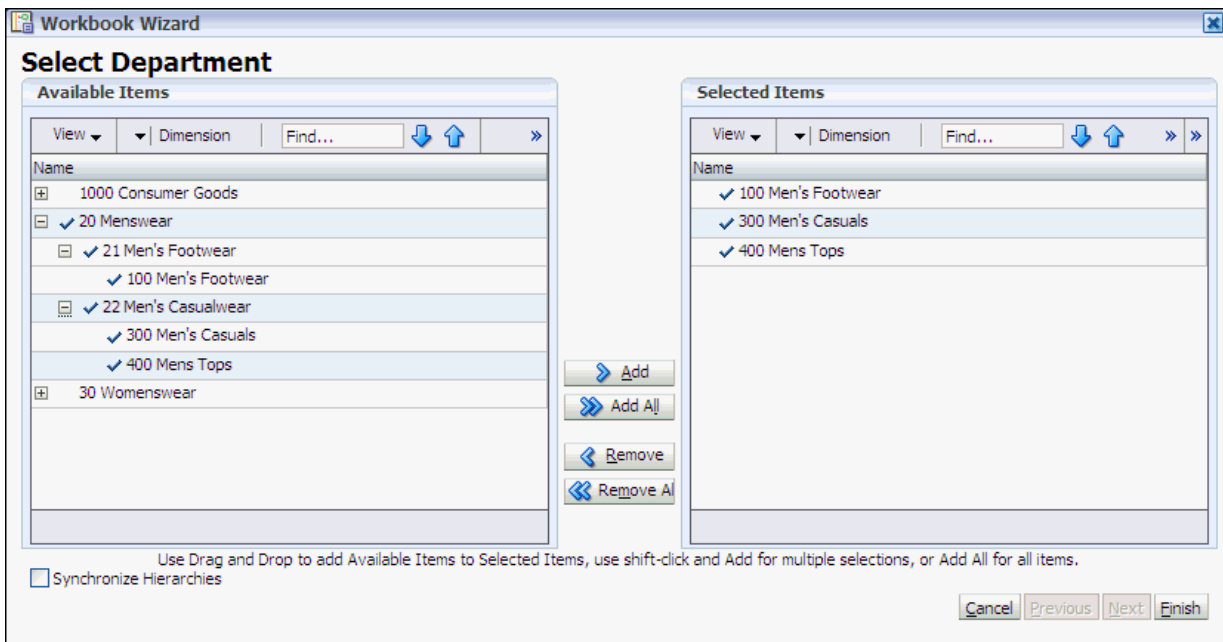 Workbook Wizard
Select Department
Available Items
View Dimension Find... »
Name
1000 Consumer Goods
20 Menswear
21 Men's Footwear
100 Men's Footwear
22 Men's Casualwear
300 Men's Casuals
400 Mens Tops
30 Womenswear
Add
Add All
Remove
Remove Al
Selected Items
View Dimension Find... » »
Name
100 Men's Footwear
300 Men's Casuals
400 Mens Tops
Use Drag and Drop to add Available Items to Selected Items, use shift-click and Add for multiple selections, or Add All for all items.
Synchronize Hierarchies
Cancel Previous Next Finish